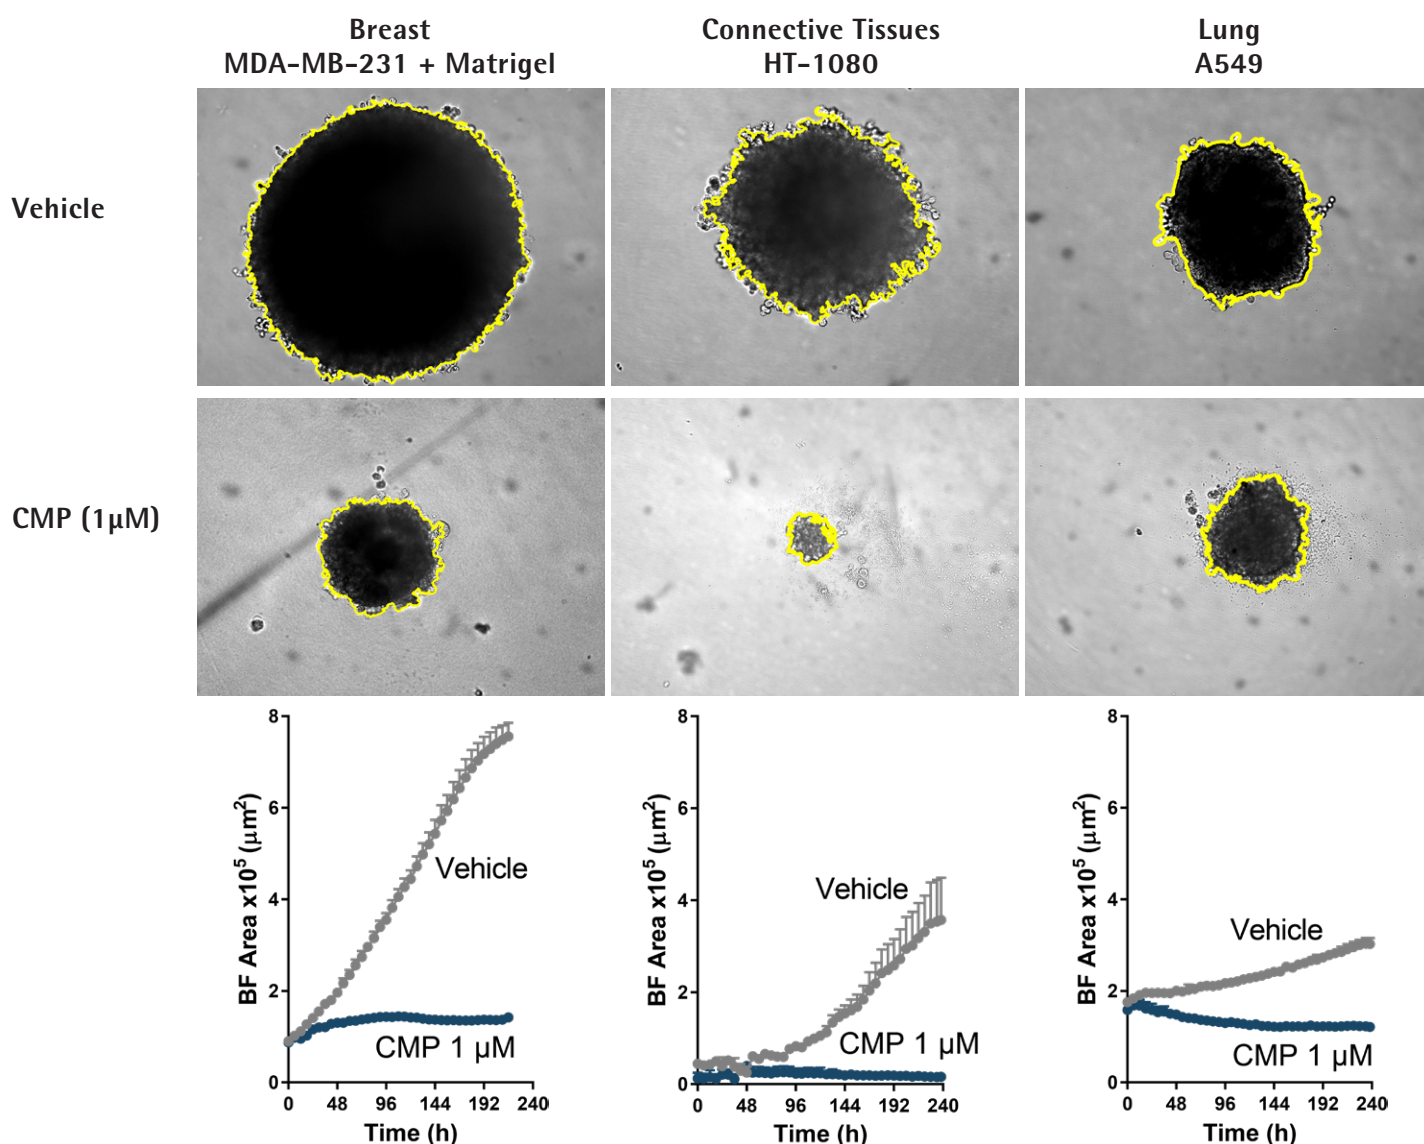 Breast
MDA-MB-231 + Matrigel
Connective Tissues
HT-1080
Lung
A549
Vehicle
CMP (1µM)
8
6
4
2
0
BF Area x10⁵ (µm²)
Vehicle
CMP 1 µM
0 48 96 144 192 240
Time (h)
8
6
4
2
0
BF Area x10⁵ (µm²)
Vehicle
CMP 1 µM
0 48 96 144 192 240
Time (h)
8
6
4
2
0
BF Area x10⁵ (µm²)
Vehicle
CMP 1 µM
0 48 96 144 192 240
Time (h)